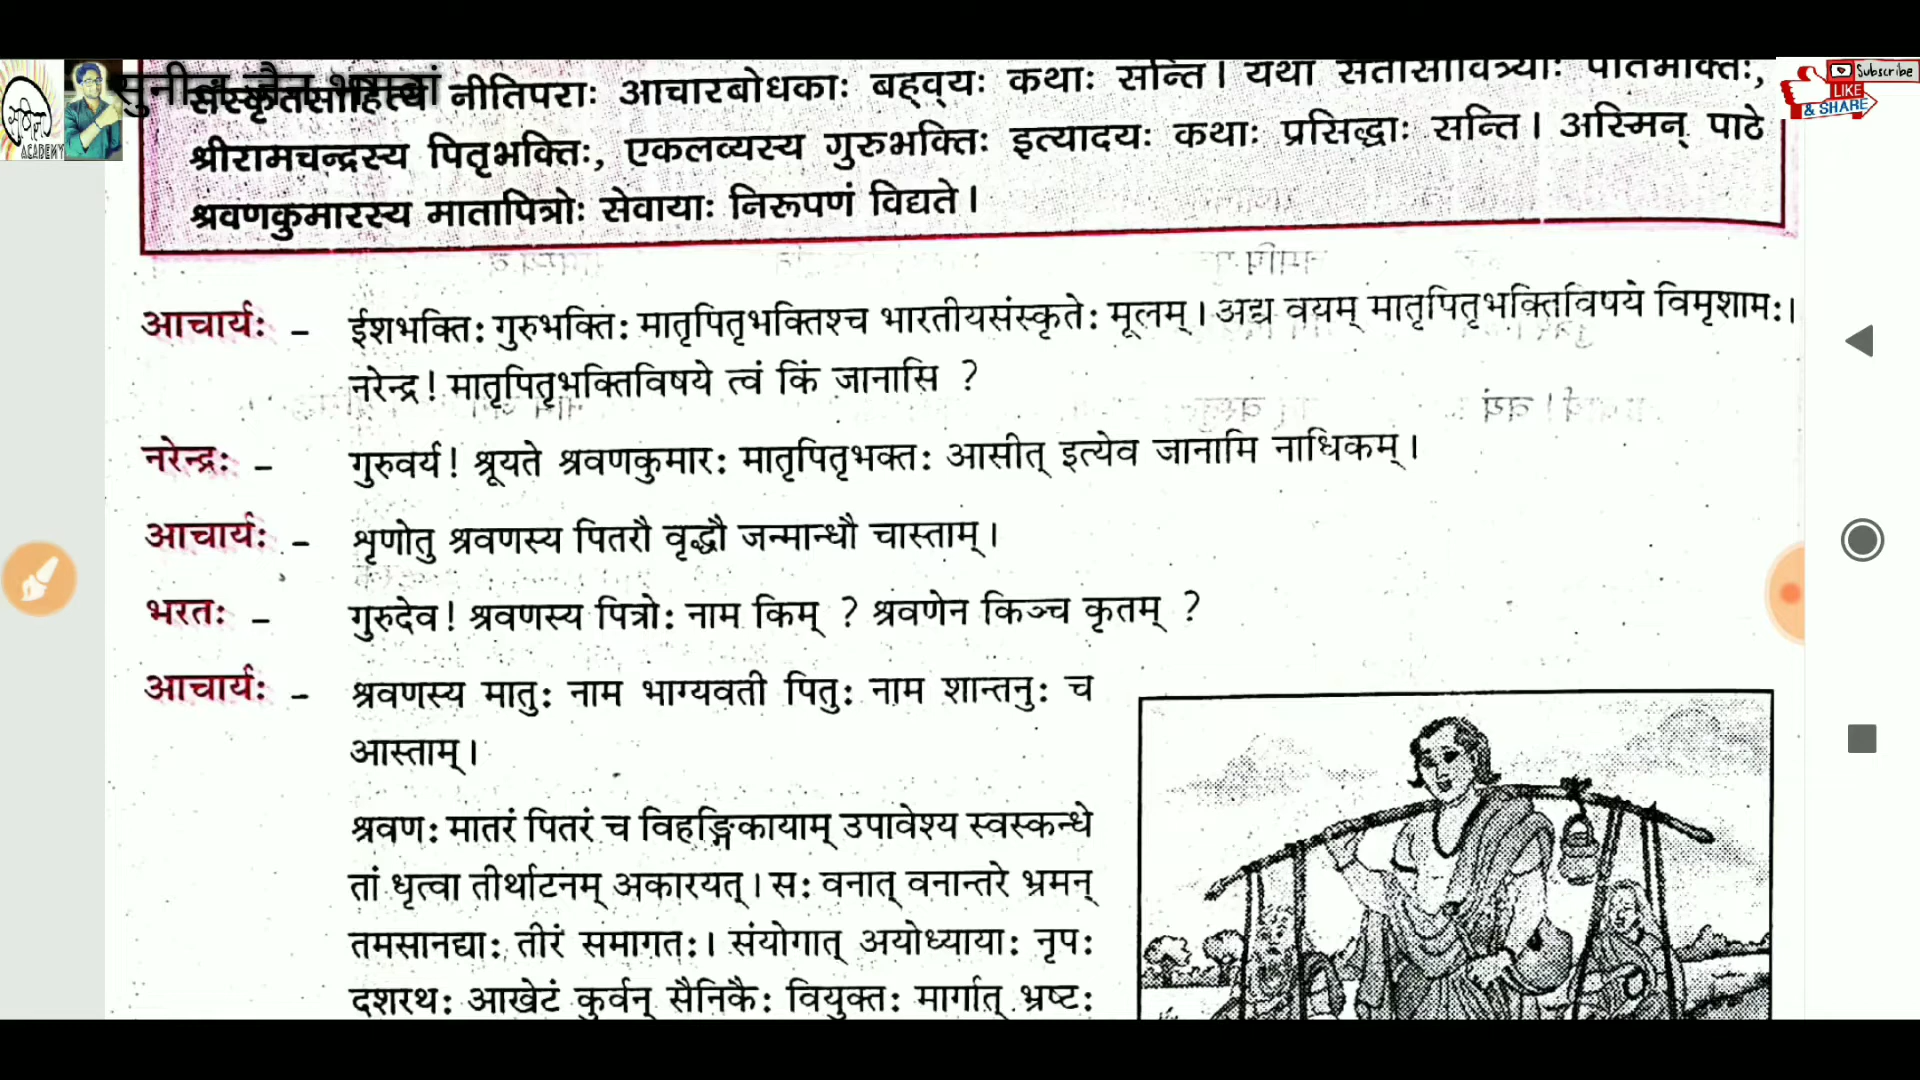 सुनील जैन भगवां
ACADEMY
Subscribe
LIKE
& SHARE
संस्कृतसाहित्ये नीतिपराः आचारबोधकाः बह्व्यः कथाः सन्ति। यथा सतीसावित्र्याः पतिभक्तिः,
श्रीरामचन्द्रस्य पितृभक्तिः, एकलव्यस्य गुरुभक्तिः इत्यादयः कथाः प्रसिद्धाः सन्ति। अस्मिन् पाठे
श्रवणकुमारस्य मातापित्रोः सेवायाः निरूपणं विद्यते।
आचार्यः – ईशभक्तिः गुरुभक्तिः मातृपितृभक्तिश्च भारतीयसंस्कृतेः मूलम्। अद्य वयम् मातृपितृभक्तिविषये विमृशामः।
नरेन्द्र! मातृपितृभक्तिविषये त्वं किं जानासि ?
नरेन्द्रः – गुरुवर्य! श्रूयते श्रवणकुमारः मातृपितृभक्तः आसीत् इत्येव जानामि नाधिकम्।
आचार्यः – शृणोतु श्रवणस्य पितरौ वृद्धौ जन्मान्धौ चास्ताम्।
भरतः – गुरुदेव! श्रवणस्य पित्रोः नाम किम् ? श्रवणेन किञ्च कृतम् ?
आचार्यः – श्रवणस्य मातुः नाम भाग्यवती पितुः नाम शान्तनुः च
आस्ताम्।
श्रवणः मातरं पितरं च विहङ्गिकायाम् उपावेश्य स्वस्कन्धे
तां धृत्वा तीर्थाटनम् अकारयत्। सः वनात् वनान्तरे भ्रमन्
तमसानद्याः तीरं समागतः। संयोगात् अयोध्यायाः नृपः
दशरथः आखेटं कुर्वन् सैनिकैः वियुक्तः मार्गात् भ्रष्टः